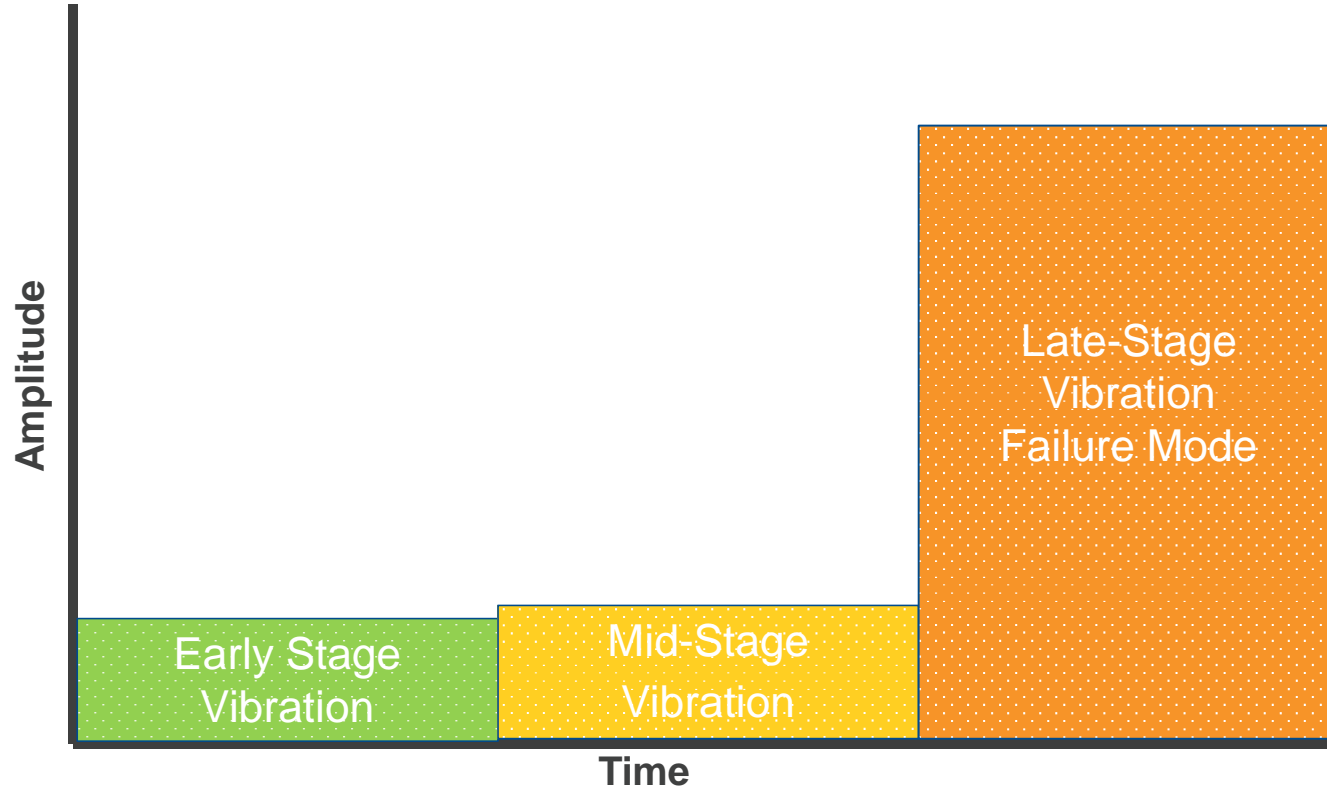 Amplitude
Early Stage
Vibration
Mid-Stage
Vibration
Late-Stage
Vibration
Failure Mode
Time